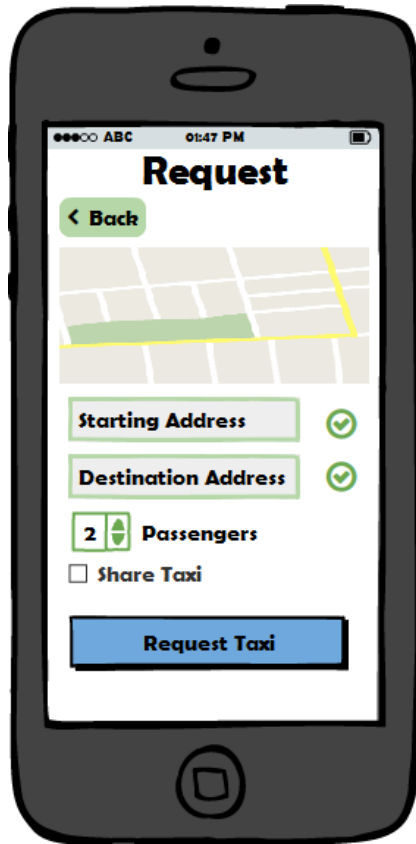 ABC 01:47 PM
Request
Back
Starting Address
Destination Address
2 Passengers
Share Taxi
Request Taxi